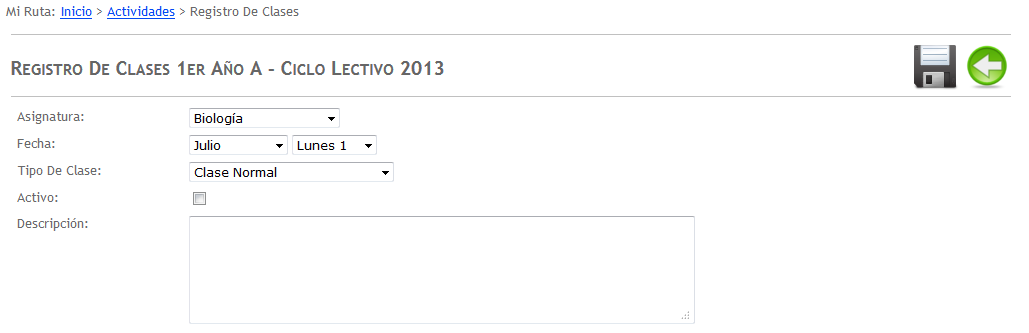 Mi Ruta: Inicio > Actividades > Registro De Clases
Registro De Clases 1er Año A - Ciclo Lectivo 2013
Asignatura: Biología
Fecha: Julio Lunes 1
Tipo De Clase: Clase Normal
Activo:
Descripción: